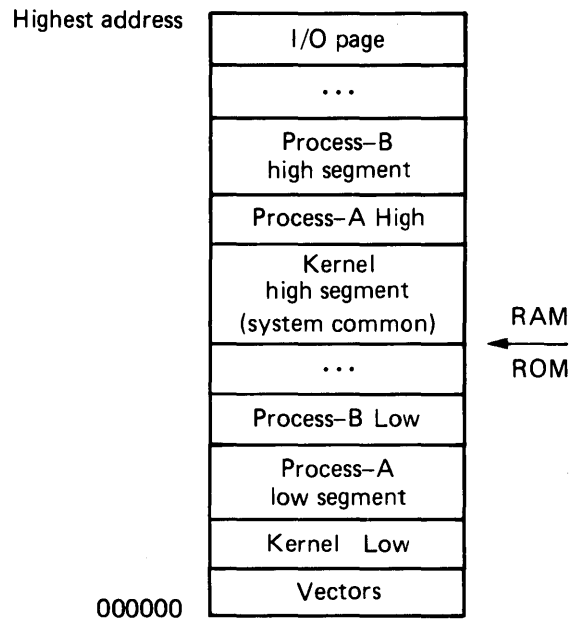 Highest address
I/O page
...
Process-B
high segment
Process-A High
Kernel
high segment
(system common)
RAM
ROM
...
Process-B Low
Process-A
low segment
Kernel Low
Vectors
000000